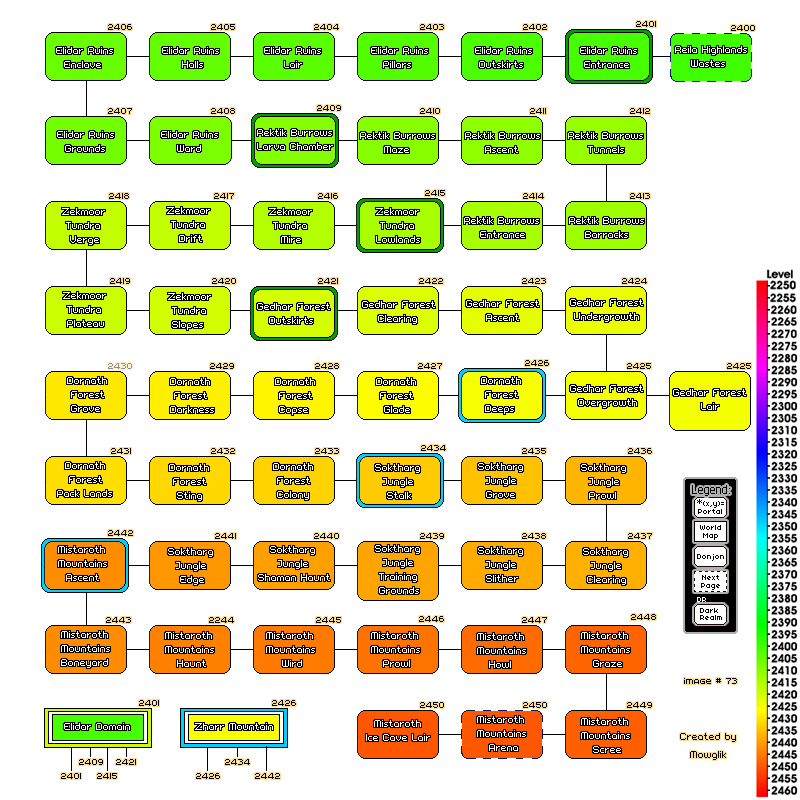 2406 2405 2404 2403 2402 2401 2400
Elidar Ruins Enclave
Elidar Ruins Halls
Elidar Ruins Lair
Elidar Ruins Pillars
Elidar Ruins Outskirts
Elidar Ruins Entrance
Reila Highlands Wastes
2407 2408 2409 2410 2411 2412
Elidar Ruins Grounds
Elidar Ruins Ward
Rektik Burrows Larva Chamber
Rektik Burrows Maze
Rektik Burrows Ascent
Rektik Burrows Tunnels
2418 2417 2416 2415 2414 2413
Zekmoor Tundra Verge
Zekmoor Tundra Drift
Zekmoor Tundra Mire
Zekmoor Tundra Lowlands
Rektik Burrows Entrance
Rektik Burrows Barracks
2419 2420 2421 2422 2423 2424
Zekmoor Tundra Plateau
Zekmoor Tundra Slopes
Gedhar Forest Outskirts
Gedhar Forest Clearing
Gedhar Forest Ascent
Gedhar Forest Undergrowth
2430 2429 2428 2427 2426 2425 2425
Dornath Forest Grove
Dornath Forest Darkness
Dornath Forest Copse
Dornath Forest Glade
Dornath Forest Deeps
Gedhar Forest Overgrowth
Gedhar Forest Lair
2431 2432 2433 2434 2435 2436
Dornath Forest Pack Lands
Dornath Forest Sting
Dornath Forest Colony
Soktharg Jungle Stalk
Soktharg Jungle Grove
Soktharg Jungle Prowl
2442 2441 2440 2439 2438 2437
Mistaroth Mountains Ascent
Soktharg Jungle Edge
Soktharg Jungle Shaman Haunt
Soktharg Jungle Training Grounds
Soktharg Jungle Slither
Soktharg Jungle Clearing
2443 2244 2445 2446 2447 2448
Mistaroth Mountains Boneyard
Mistaroth Mountains Haunt
Mistaroth Mountains Wird
Mistaroth Mountains Prowl
Mistaroth Mountains Howl
Mistaroth Mountains Graze
2401 2426 2450 2450 2449
Elidar Domain
Zharr Mountain
Mistaroth Ice Cave Lair
Mistaroth Mountains Arena
Mistaroth Mountains Scree
2409 2421
2401 2415
2434
2426 2442
Level
2250
2255
2260
2265
2270
2275
2280
2285
2290
2295
2300
2305
2310
2315
2320
2325
2330
2335
2340
2345
2350
2355
2360
2365
2370
2375
2380
2385
2390
2395
2400
2405
2410
2415
2420
2425
2430
2435
2440
2445
2450
2455
2460
Legend:
*(x,y)=
Portal
World
Map
Donjon
Next
Page
DR
Dark
Realm
image # 73
Created by
Mowglik